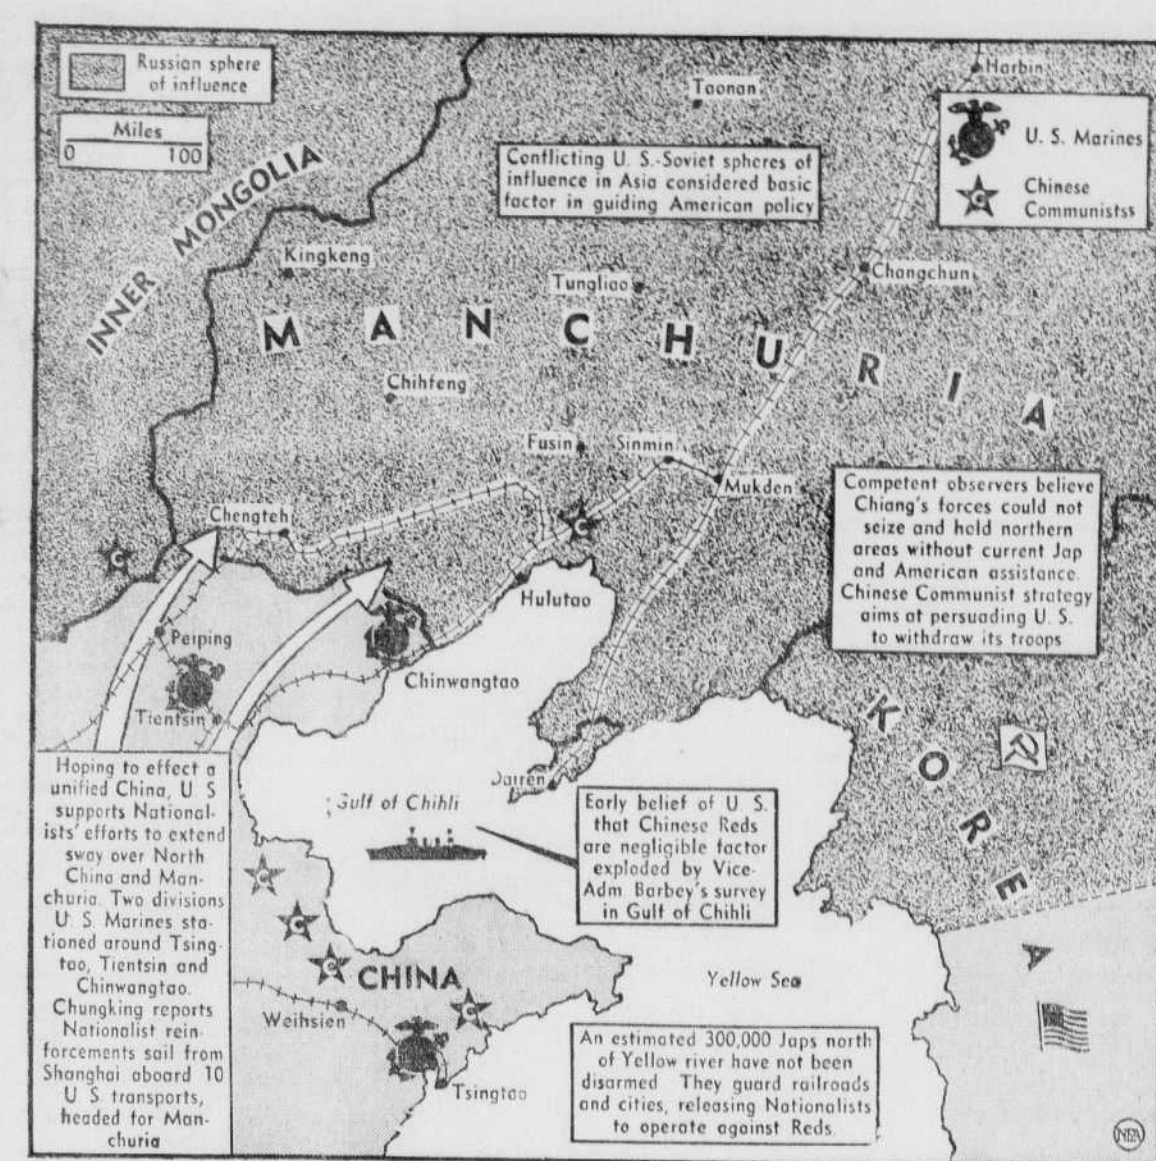 Russian sphere
of influence
Miles
0 100
Harbin
Taonan
U. S. Marines
C
Chinese
Communistss
Conflicting U. S.-Soviet spheres of
influence in Asia considered basic
factor in guiding American policy
INNER MONGOLIA
Kingkeng
Changchun
Tungliao
MANCHURIA
Chihfeng
Fusin
Sinmin
Mukden
Competent observers believe
Chiang's forces could not
seize and hold northern
areas without current Jap
and American assistance.
Chinese Communist strategy
aims at persuading U. S.
to withdraw its troops
Chengteh
C
C
Hulutao
Peiping
Chinwangtao
Tientsin
KOREA
Hoping to effect a
unified China, U. S
supports National-
ists' efforts to extend
sway over North
China and Man-
churia. Two divisions
U. S. Marines sta-
tioned around Tsing-
tao, Tientsin and
Chinwangtao.
Chungking reports
Nationalist rein-
forcements sail from
Shanghai aboard 10
U. S. transports,
headed for Man-
churia
Dairen
Gulf of Chihli
Early belief of U. S.
that Chinese Reds
are negligible factor
exploded by Vice-
Adm. Barbey's survey
in Gulf of Chihli
C
C
C
CHINA
C
Yellow Sea
Weihsien
Tsingtao
An estimated 300,000 Japs north
of Yellow river have not been
disarmed They guard railroads
and cities, releasing Nationalists
to operate against Reds.
NEA